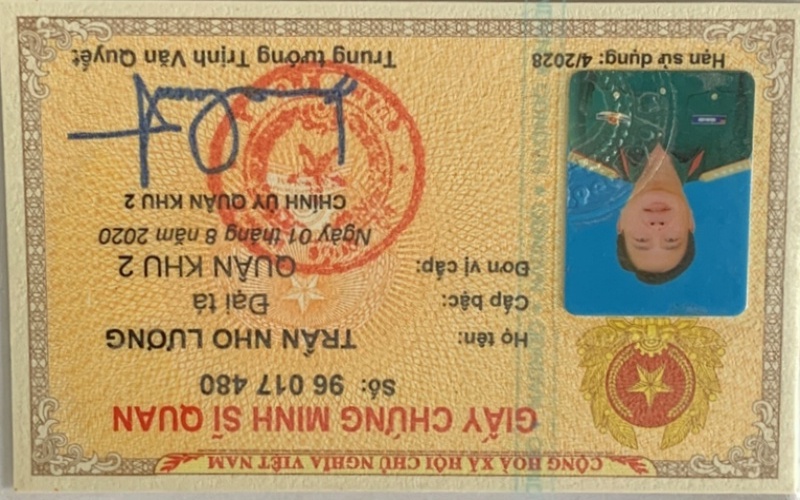 CỘNG HOÀ XÃ HỘI CHỦ NGHĨA VIỆT NAM
GIẤY CHỨNG MINH SĨ QUAN
Số: 96 017 480
Họ tên: TRẦN NHO LƯỢNG
Cấp bậc: Đại tá
Đơn vị cấp: QUÂN KHU 2
Ngày 01 tháng 8 năm 2020
CHÍNH ỦY QUÂN KHU 2
Hạn sử dụng: 4/2028
Trung tướng Trịnh Văn Quyết